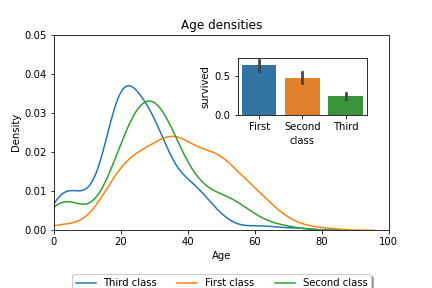 Age densities
0.05
0.04
0.03
0.02
0.01
0.00
Density
0 20 40 60 80 100
Age
survived
0.5
0.0
First Second Third
class
Third class First class Second class